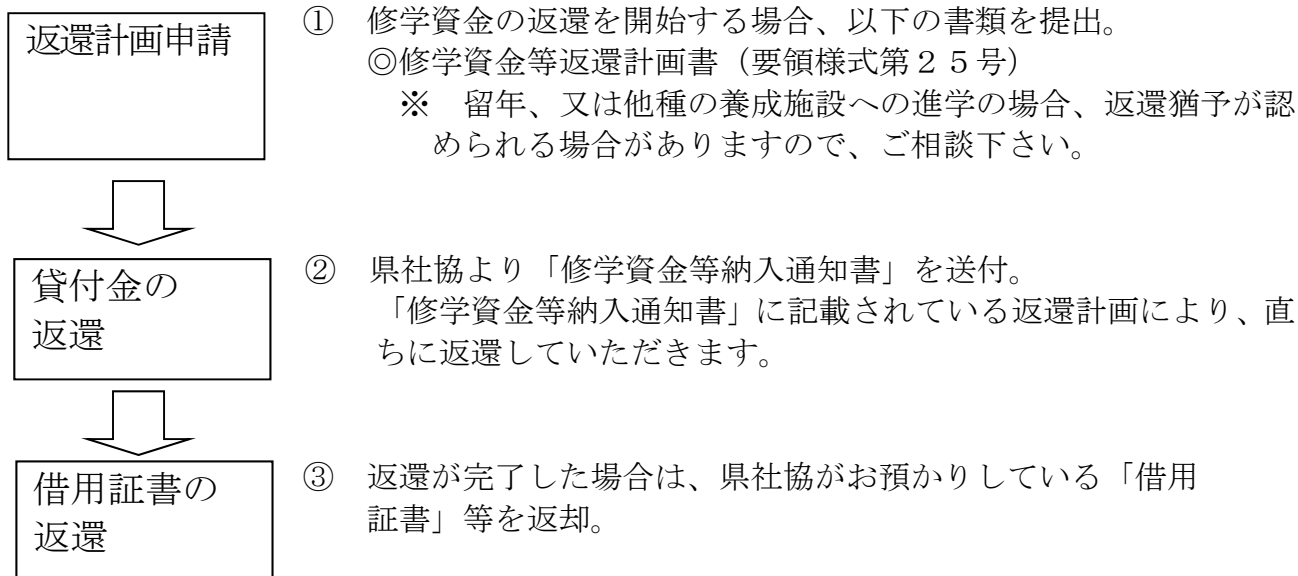 返還計画申請
① 修学資金の返還を開始する場合、以下の書類を提出。
◎修学資金等返還計画書（要領様式第２５号）
※ 留年、又は他種の養成施設への進学の場合、返還猶予が認
められる場合がありますので、ご相談下さい。
貸付金の
返還
② 県社協より「修学資金等納入通知書」を送付。
「修学資金等納入通知書」に記載されている返還計画により、直
ちに返還していただきます。
借用証書の
返還
③ 返還が完了した場合は、県社協がお預かりしている「借用
証書」等を返却。